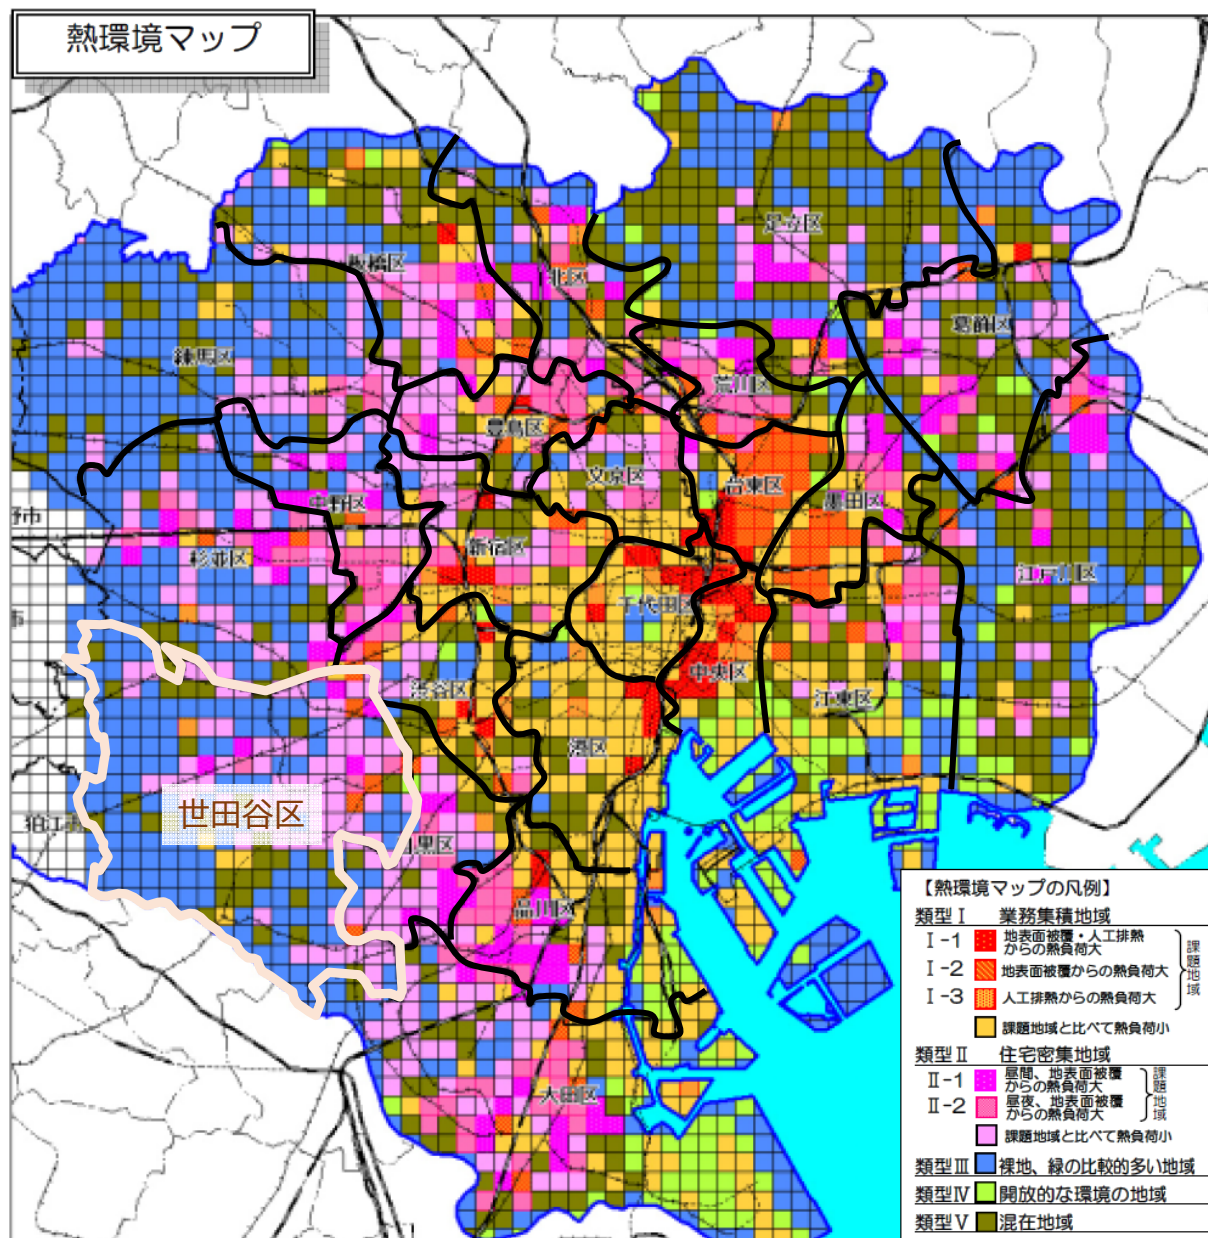 熱環境マップ
足立区
板橋区
北区
葛飾区
練馬区
荒川区
豊島区
文京区
台東区
墨田区
中野区
野市
杉並区
新宿区
江戸川区
千代田区
市
中央区
渋谷区
江東区
港区
世田谷区
狛江市
目黒区
品川区
大田区
【熱環境マップの凡例】
類型Ⅰ 業務集積地域
Ⅰ-1 地表面被覆・人工排熱
からの熱負荷大
Ⅰ-2 地表面被覆からの熱負荷大
Ⅰ-3 人工排熱からの熱負荷大
課題地域
課題地域と比べて熱負荷小
類型Ⅱ 住宅密集地域
Ⅱ-1 昼間、地表面被覆
からの熱負荷大
Ⅱ-2 昼夜、地表面被覆
からの熱負荷大
課題地域
課題地域と比べて熱負荷小
類型Ⅲ 裸地、緑の比較的多い地域
類型Ⅳ 開放的な環境の地域
類型Ⅴ 混在地域